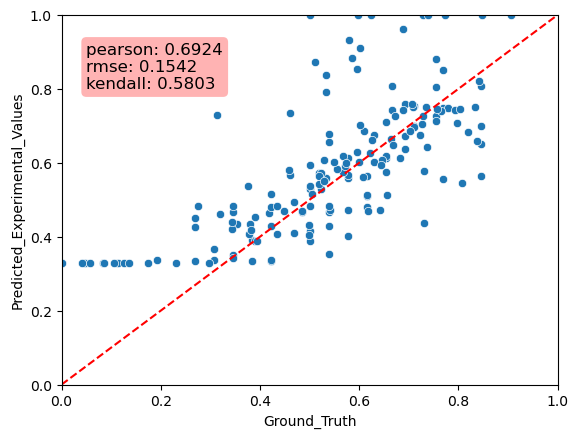 pearson: 0.6924
rmse: 0.1542
kendall: 0.5803
Predicted_Experimental_Values
1.0
0.8
0.6
0.4
0.2
0.0
0.0 0.2 0.4 0.6 0.8 1.0
Ground_Truth